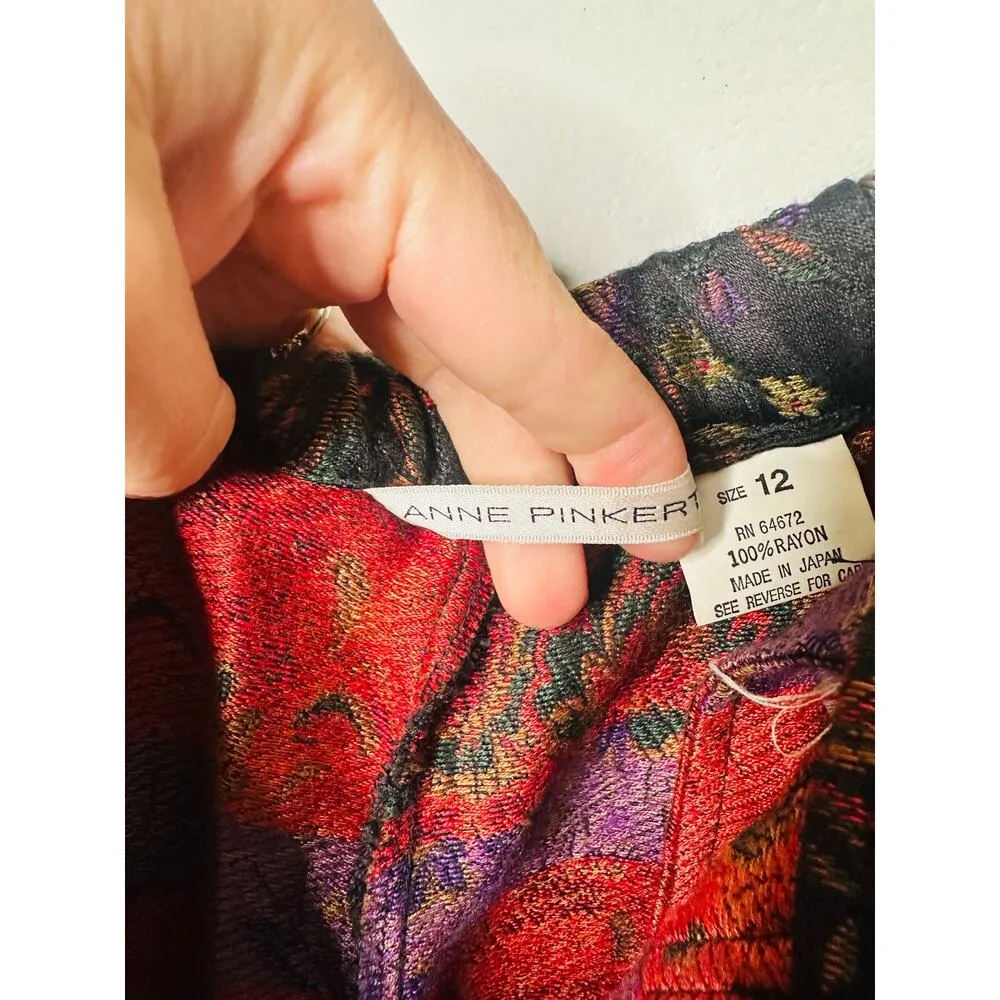 ANNE PINKERT
SIZE 12
RN 64672
100% RAYON
MADE IN JAPAN
SEE REVERSE FOR